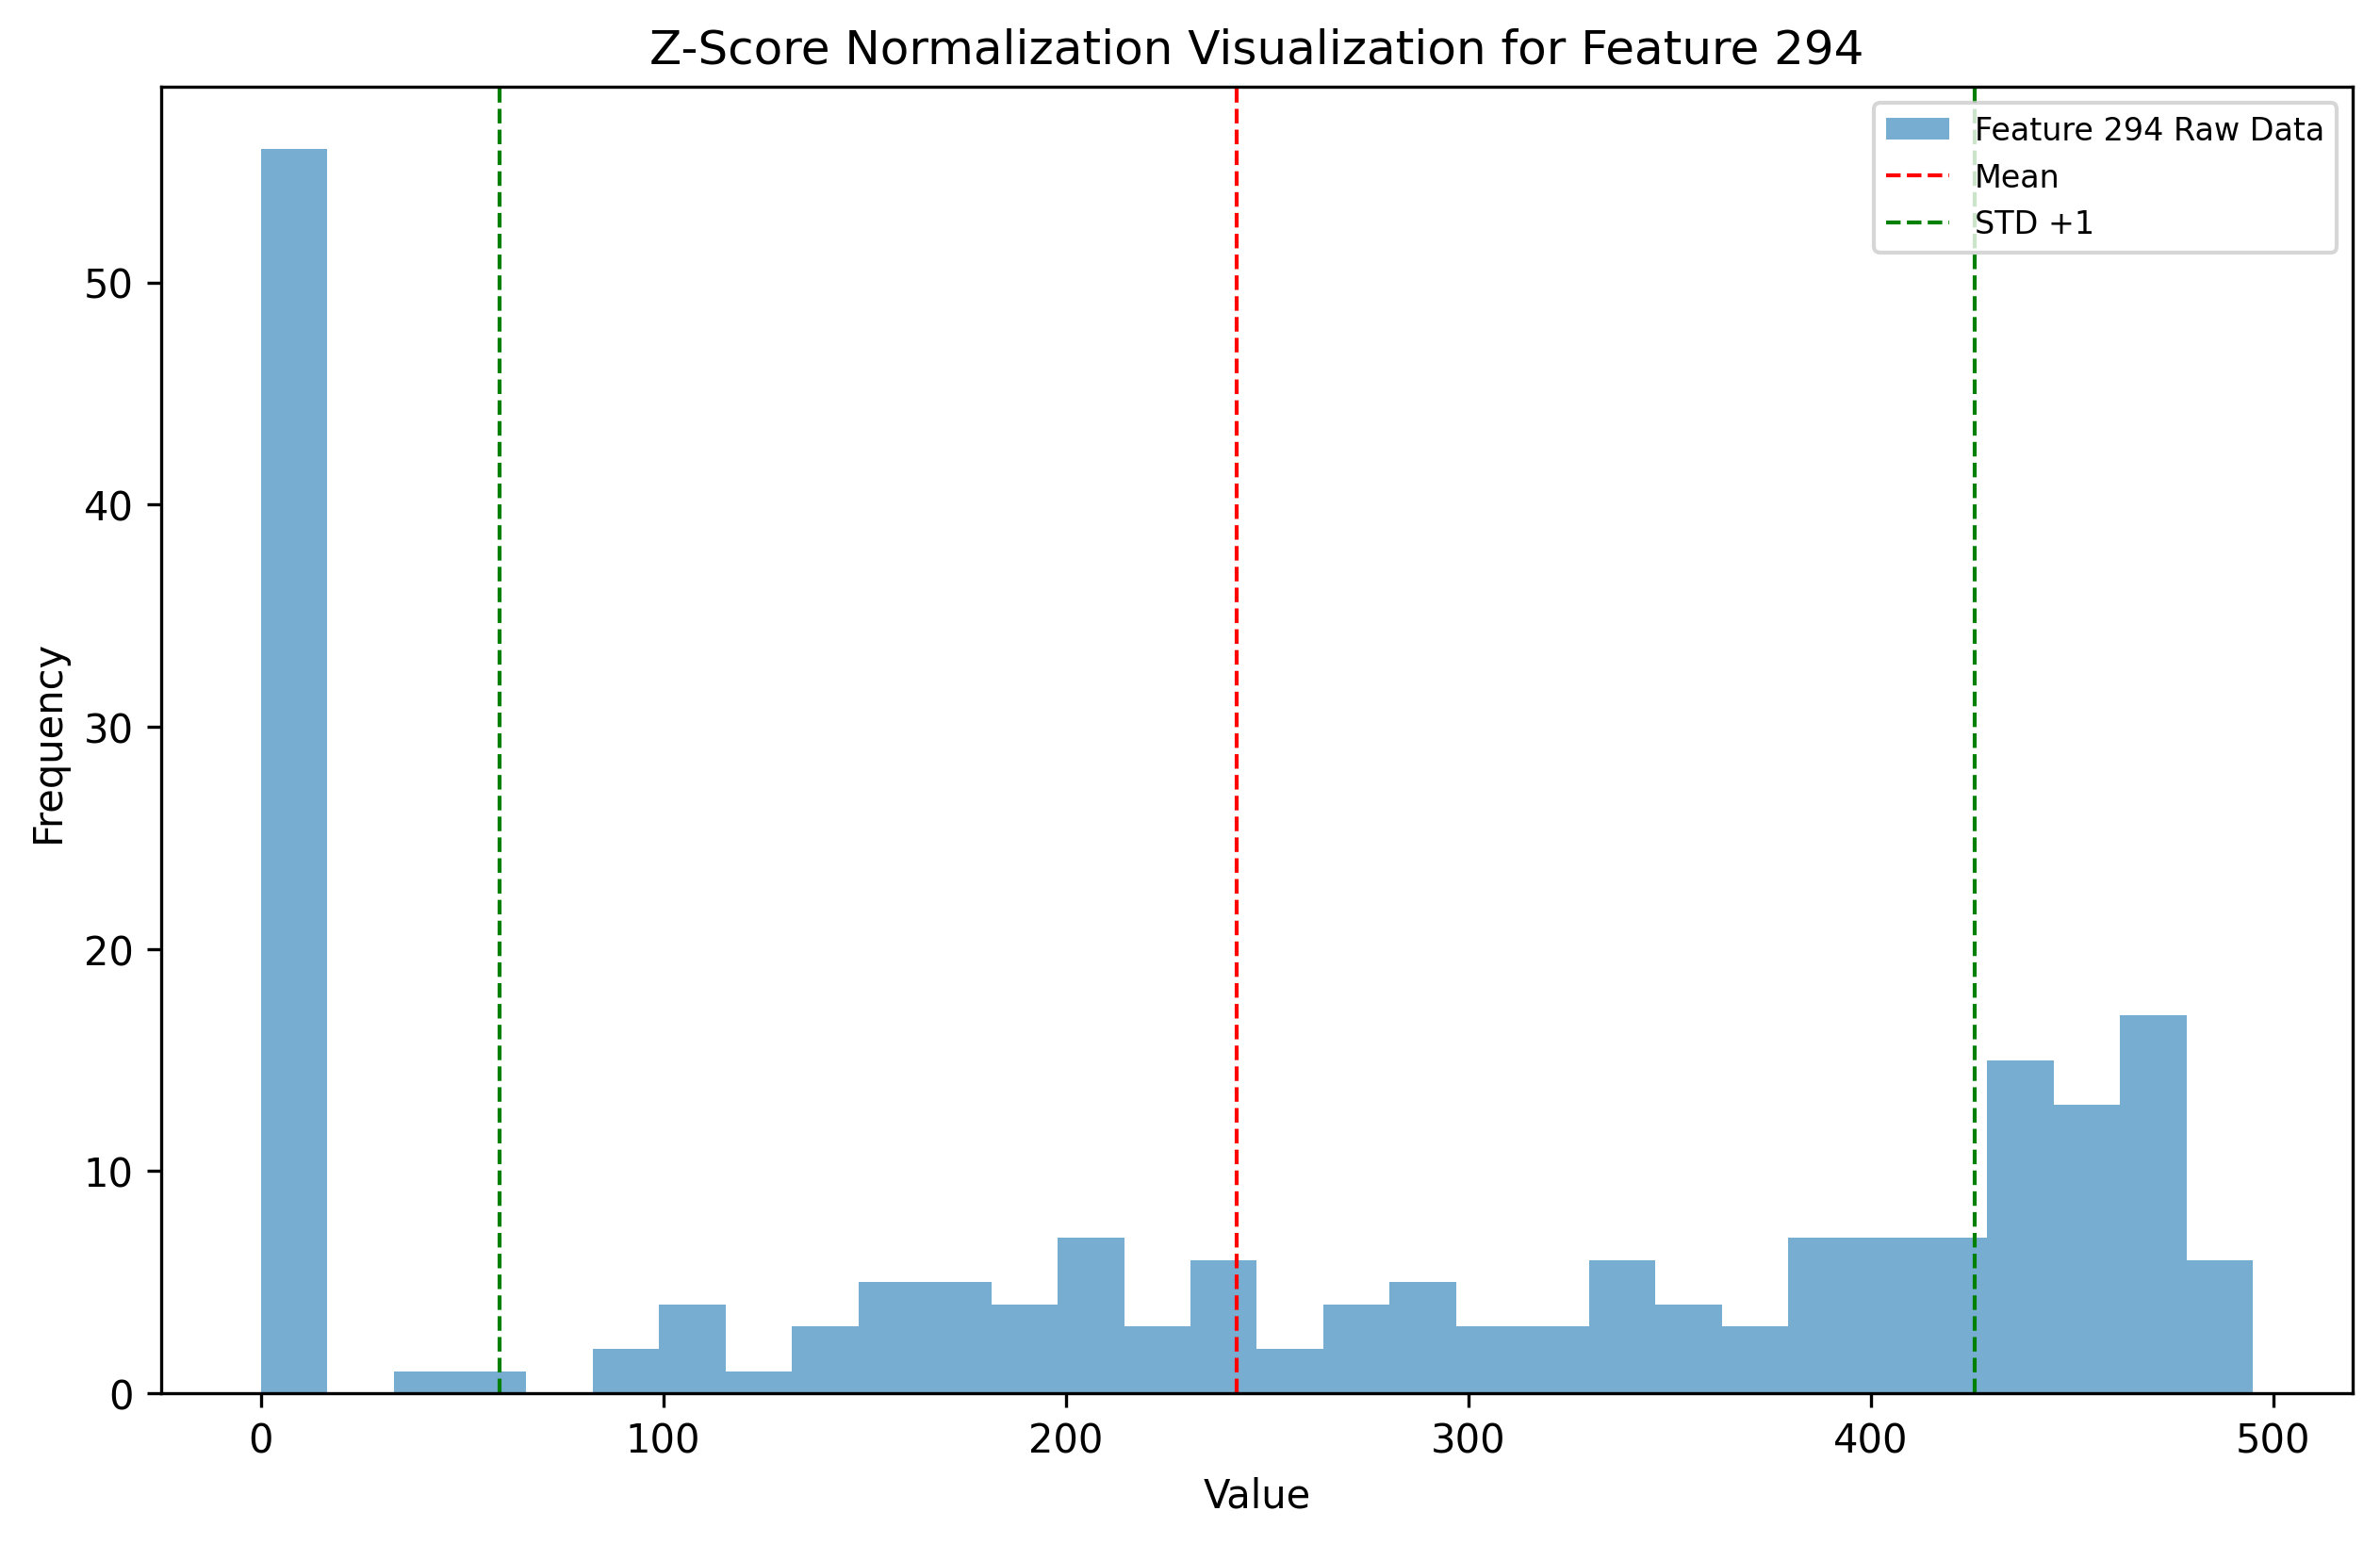 Z-Score Normalization Visualization for Feature 294
Feature 294 Raw Data
Mean
STD +1
50
40
30
20
10
0
Frequency
0 100 200 300 400 500
Value